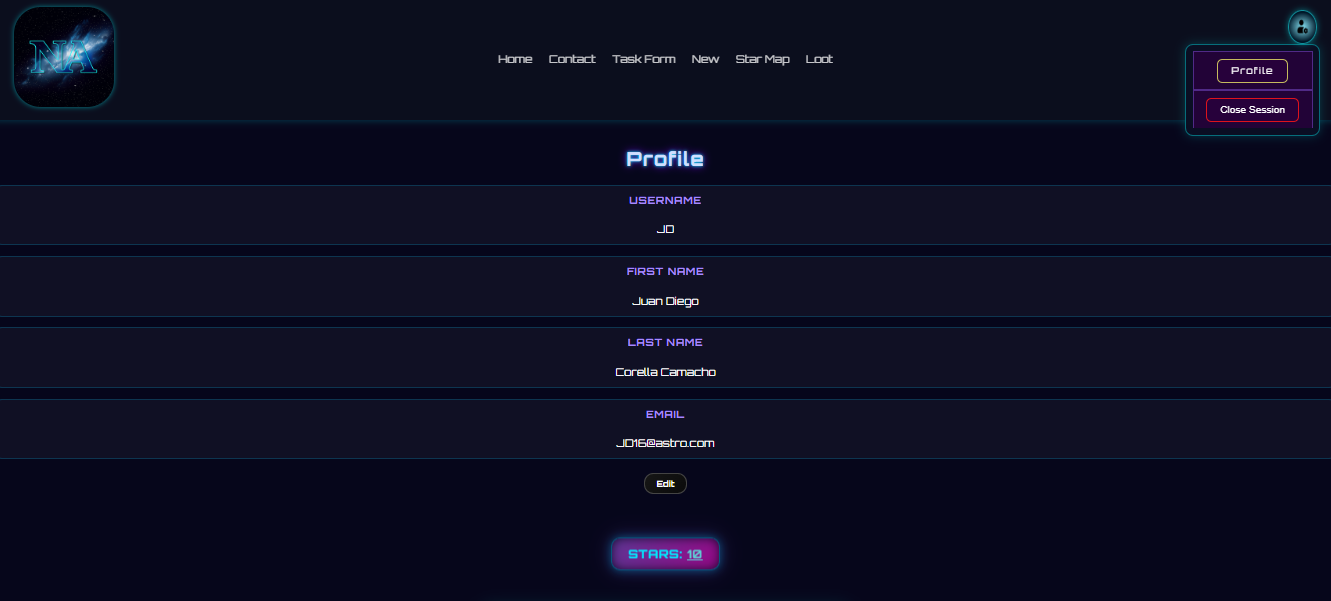 NA
Home Contact Task Form New Star Map Loot
Profile
Close Session
Profile
USERNAME
JD
FIRST NAME
Juan Diego
LAST NAME
Corella Camacho
EMAIL
JD16@astro.com
Edit
STARS: 10